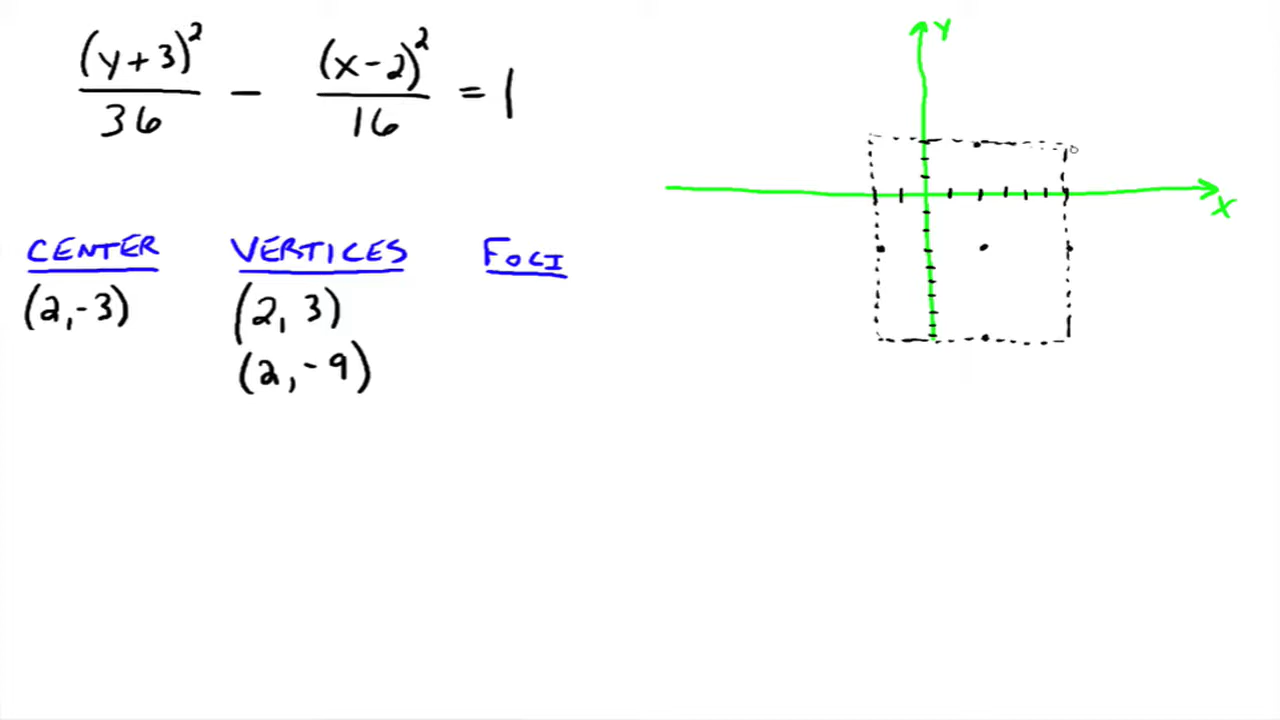 (y+3)²/36 - (x-2)²/16 = 1
Y
X
CENTER VERTICES FOCI
(2,-3) (2, 3)
(2,-9)